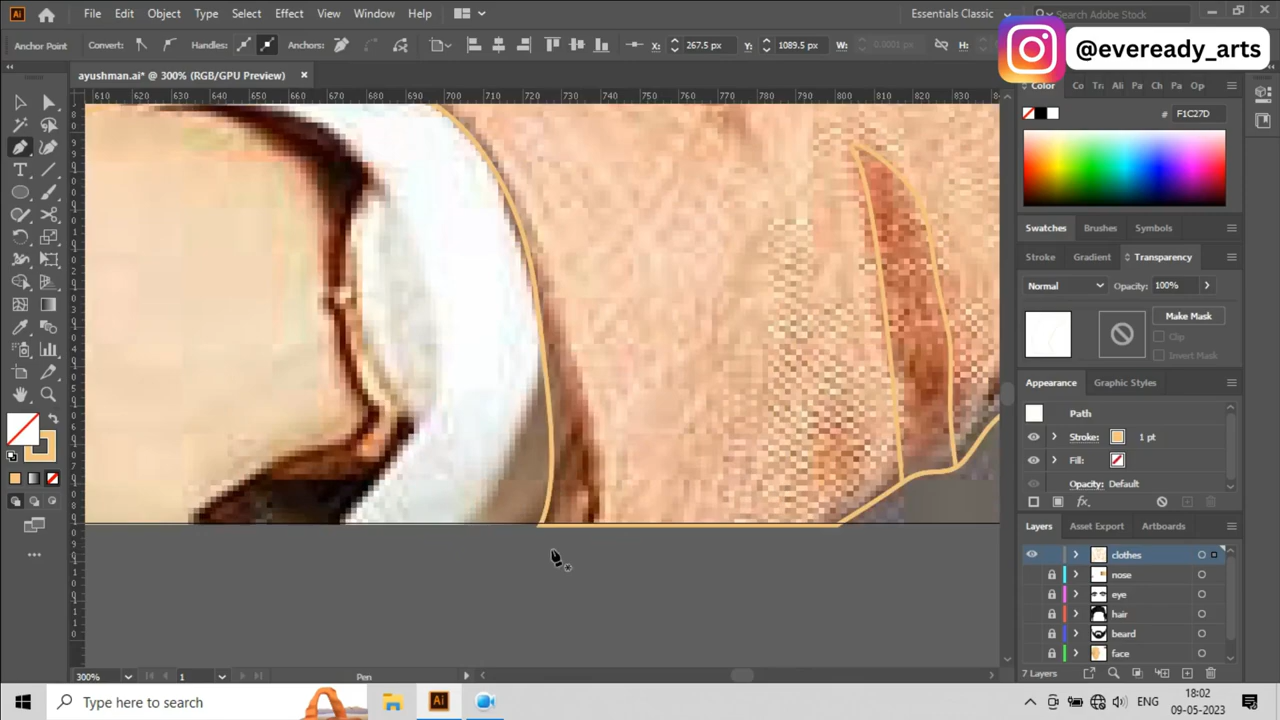 File Edit Object Type Select Effect View Window Help
Essentials Classic
Search Adobe Stock
@eveready_arts
Anchor Point Convert: Handles: Anchors: X: 267.5 px Y: 1089.5 px W: 0.0001 px H:
ayushman.ai* @ 300% (RGB/GPU Preview)
610 620 630 640 650 660 670 680 690 700 710 720 730 740 750 760 770 780 790 800 810 820 830
Color Co Tr Ali Pa Pa Op
# F1C27D
Swatches Brushes Symbols
Stroke Gradient Transparency
Normal Opacity: 100%
Make Mask
Clip
Invert Mask
Appearance Graphic Styles
Path
Stroke: 1 pt
Fill:
Opacity: Default
fx
Layers Asset Export Artboards
clothes
nose
eye
hair
beard
face
7 Layers
300% 1 Pen
Type here to search
Ai
ENG
18:02
09-05-2023